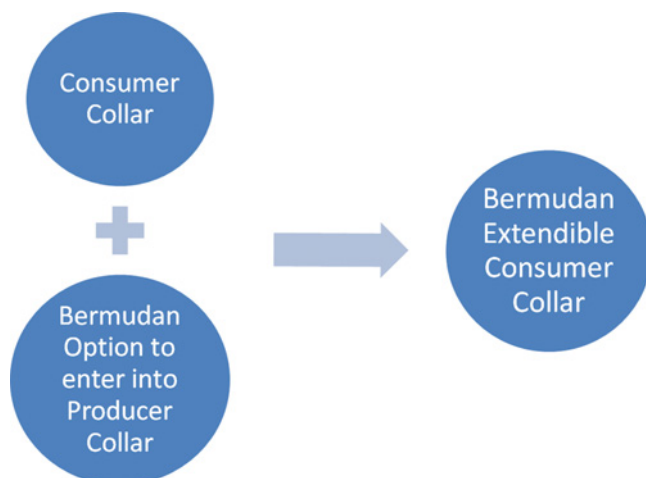 Consumer
Collar
Bermudan
Option to
enter into
Producer
Collar
Bermudan
Extendible
Consumer
Collar